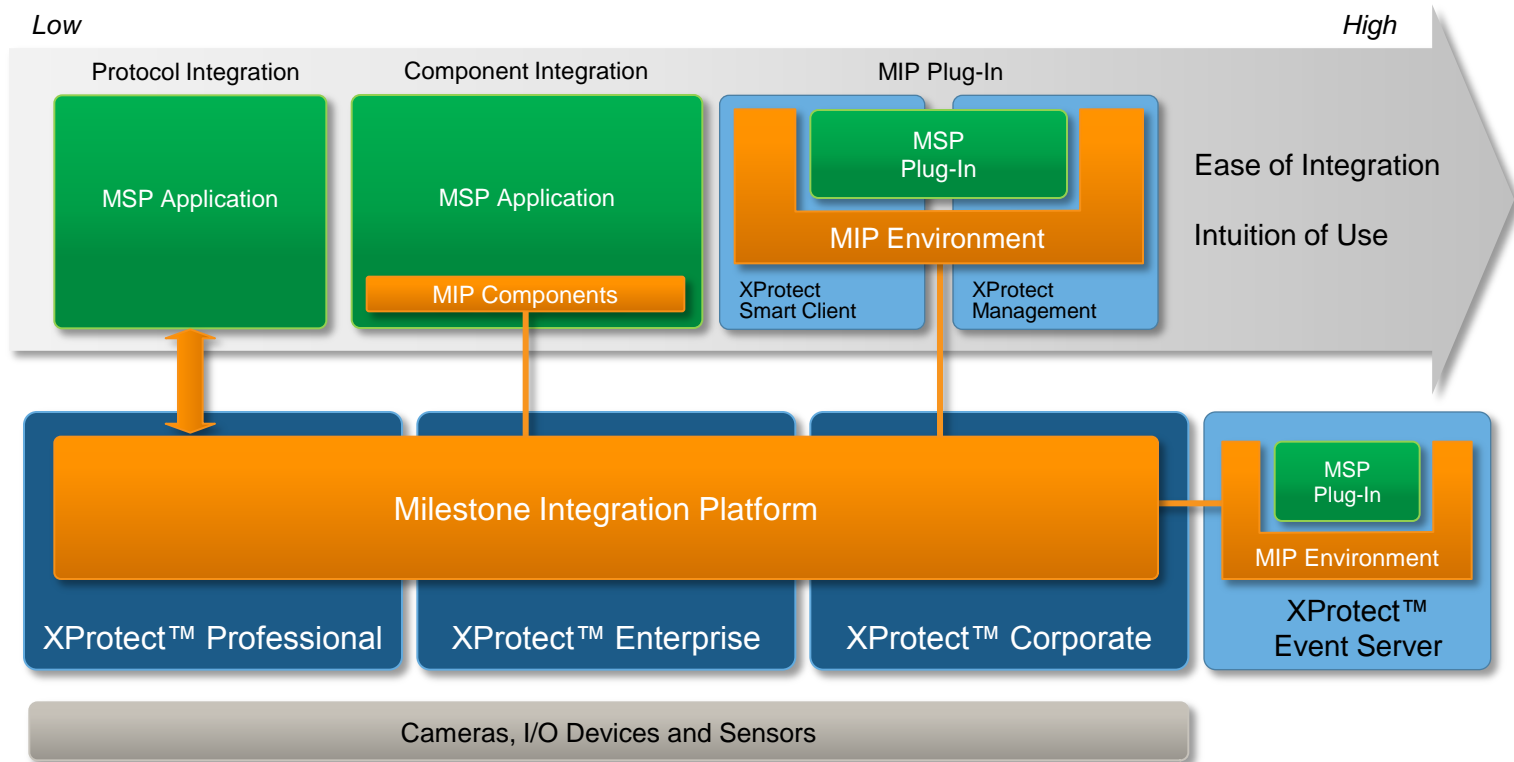 Low
High
Protocol Integration
Component Integration
MIP Plug-In
MSP Application
MSP Application
MIP Components
MSP
Plug-In
MIP Environment
XProtect
Smart Client
XProtect
Management
Ease of Integration
Intuition of Use
Milestone Integration Platform
XProtect™ Professional
XProtect™ Enterprise
XProtect™ Corporate
MSP
Plug-In
MIP Environment
XProtect™
Event Server
Cameras, I/O Devices and Sensors